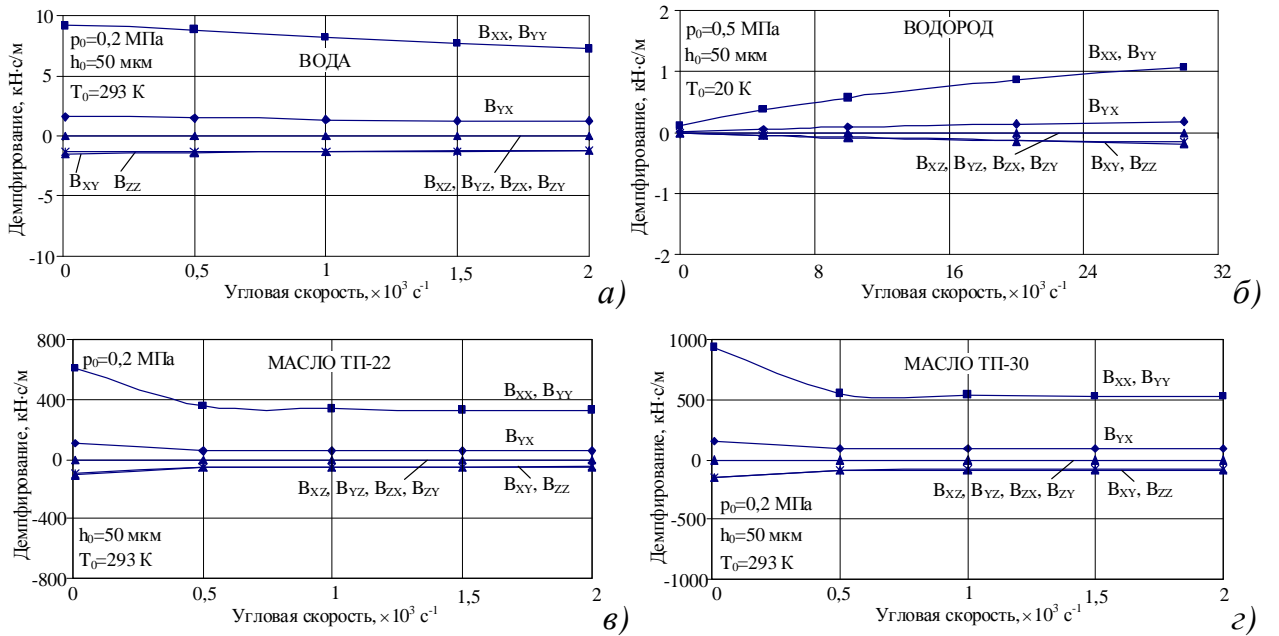 10
5
0
-5
-10
Демпфирование, кН·с/м
p₀=0,2 МПа
h₀=50 мкм
T₀=293 К
ВОДА
B_XX, B_YY
B_YX
B_XY
B_ZZ
B_XZ, B_YZ, B_ZX, B_ZY
0
0,5
1
1,5
2
Угловая скорость, ×10³ с⁻¹
а)
2
1
0
-1
-2
Демпфирование, кН·с/м
p₀=0,5 МПа
h₀=50 мкм
T₀=20 К
ВОДОРОД
B_XX, B_YY
B_YX
B_XZ, B_YZ, B_ZX, B_ZY
B_XY, B_ZZ
0
8
16
24
32
Угловая скорость, ×10³ с⁻¹
б)
800
400
0
-400
-800
Демпфирование, кН·с/м
p₀=0,2 МПа
МАСЛО ТП-22
B_XX, B_YY
B_YX
B_XZ, B_YZ, B_ZX, B_ZY
B_XY, B_ZZ
h₀=50 мкм
T₀=293 К
0
0,5
1
1,5
2
Угловая скорость, ×10³ с⁻¹
в)
1000
500
0
-500
-1000
Демпфирование, кН·с/м
МАСЛО ТП-30
B_XX, B_YY
B_YX
B_XZ, B_YZ, B_ZX, B_ZY
B_XY, B_ZZ
p₀=0,2 МПа
h₀=50 мкм
T₀=293 К
0
0,5
1
1,5
2
Угловая скорость, ×10³ с⁻¹
г)